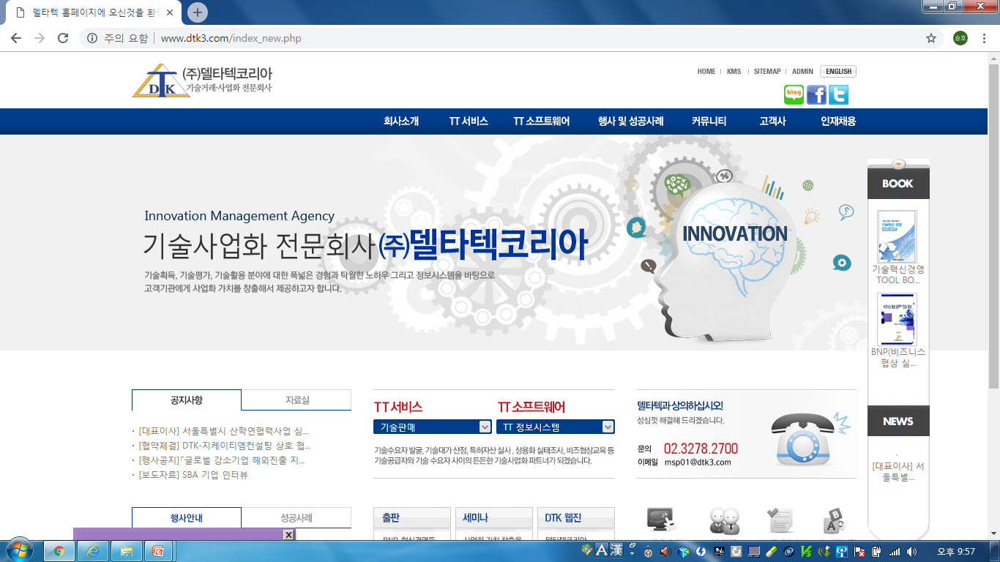 델타텍 홈페이지에 오신것을 환영
주의 요함
www.dtk3.com/index_new.php
승호
DTK
(주)델타텍코리아
기술거래·사업화 전문회사
HOME KMS SITEMAP ADMIN ENGLISH
blog
회사소개 TT 서비스 TT 소프트웨어 행사 및 성공사례 커뮤니티 고객사 인재채용
Innovation Management Agency
기술사업화 전문회사 ㈜델타텍코리아
기술획득, 기술평가, 기술활용 분야에 대한 폭넓은 경험과 탁월한 노하우 그리고 정보시스템을 바탕으로
고객기관에게 사업화 가치를 창출해서 제공하고자 합니다.
INNOVATION
BOOK
기술혁신경영
TOOL BO...
BNP(비즈니스
협상 실...
NEWS
[대표이사] 서
울특별...
공지사항 자료실
· [대표이사] 서울특별시 산학연협력사업 심...
· [협약체결] DTK-지케이티엠컨설팅 상호 협...
· [행사공지]「글로벌 강소기업 해외진출 지...
· [보도자료] SBA 기업 인터뷰
TT 서비스 TT 소프트웨어
기술판매 TT 정보시스템
기술수요자 발굴, 기술대가 산정, 특허자산 실사 , 상용화 실태조사, 비즈협상교육 등
기술공급자와 기술 수요자 사이의 든든한 기술사업화 파트너가 되겠습니다.
델타텍과 상의하십시오!
성심껏 해결해 드리겠습니다.
문의 02.3278.2700
이메일 msp01@dtk3.com
행사안내 성공사례
출판 세미나 DTK 웹진
A 漢
오후 9:57